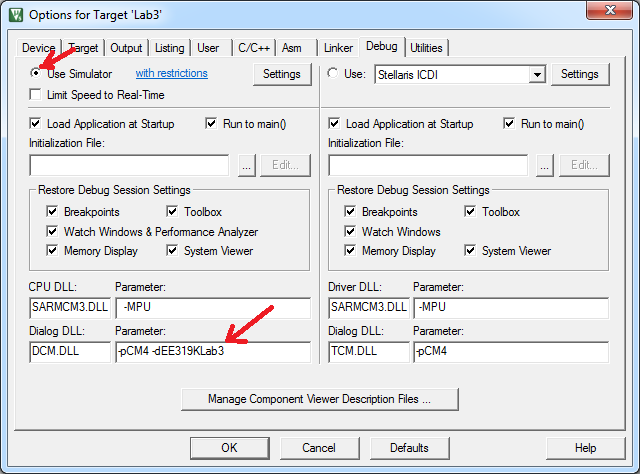 Options for Target 'Lab3'
Device Target Output Listing User C/C++ Asm Linker Debug Utilities
Use Simulator with restrictions Settings
Use: Stellaris ICDI Settings
Limit Speed to Real-Time
Load Application at Startup Run to main()
Load Application at Startup Run to main()
Initialization File:
Initialization File:
... Edit...
... Edit...
Restore Debug Session Settings
Breakpoints Toolbox
Watch Windows & Performance Analyzer
Memory Display System Viewer
Restore Debug Session Settings
Breakpoints Toolbox
Watch Windows
Memory Display System Viewer
CPU DLL: Parameter:
SARMCM3.DLL -MPU
Dialog DLL: Parameter:
DCM.DLL -pCM4 -dEE319KLab3
Driver DLL: Parameter:
SARMCM3.DLL -MPU
Dialog DLL: Parameter:
TCM.DLL -pCM4
Manage Component Viewer Description Files ...
OK Cancel Defaults Help